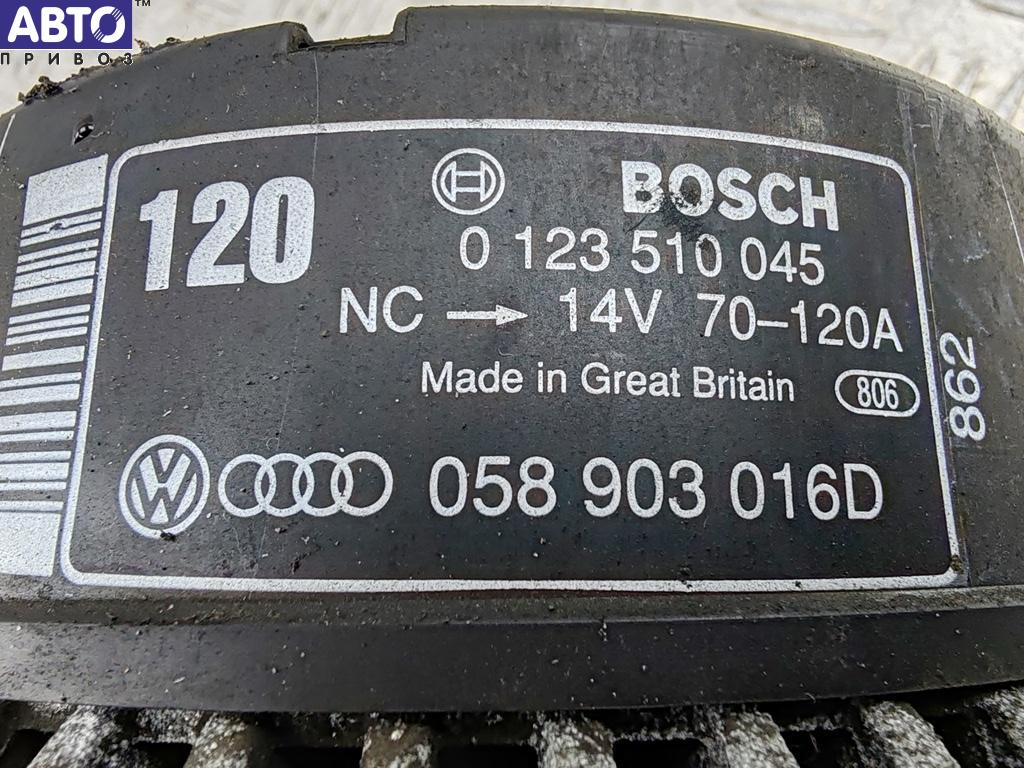 АВТО™
ПРИВОЗ
120
BOSCH
0 123 510 045
NC → 14V 70–120A
Made in Great Britain 806
862
058 903 016D